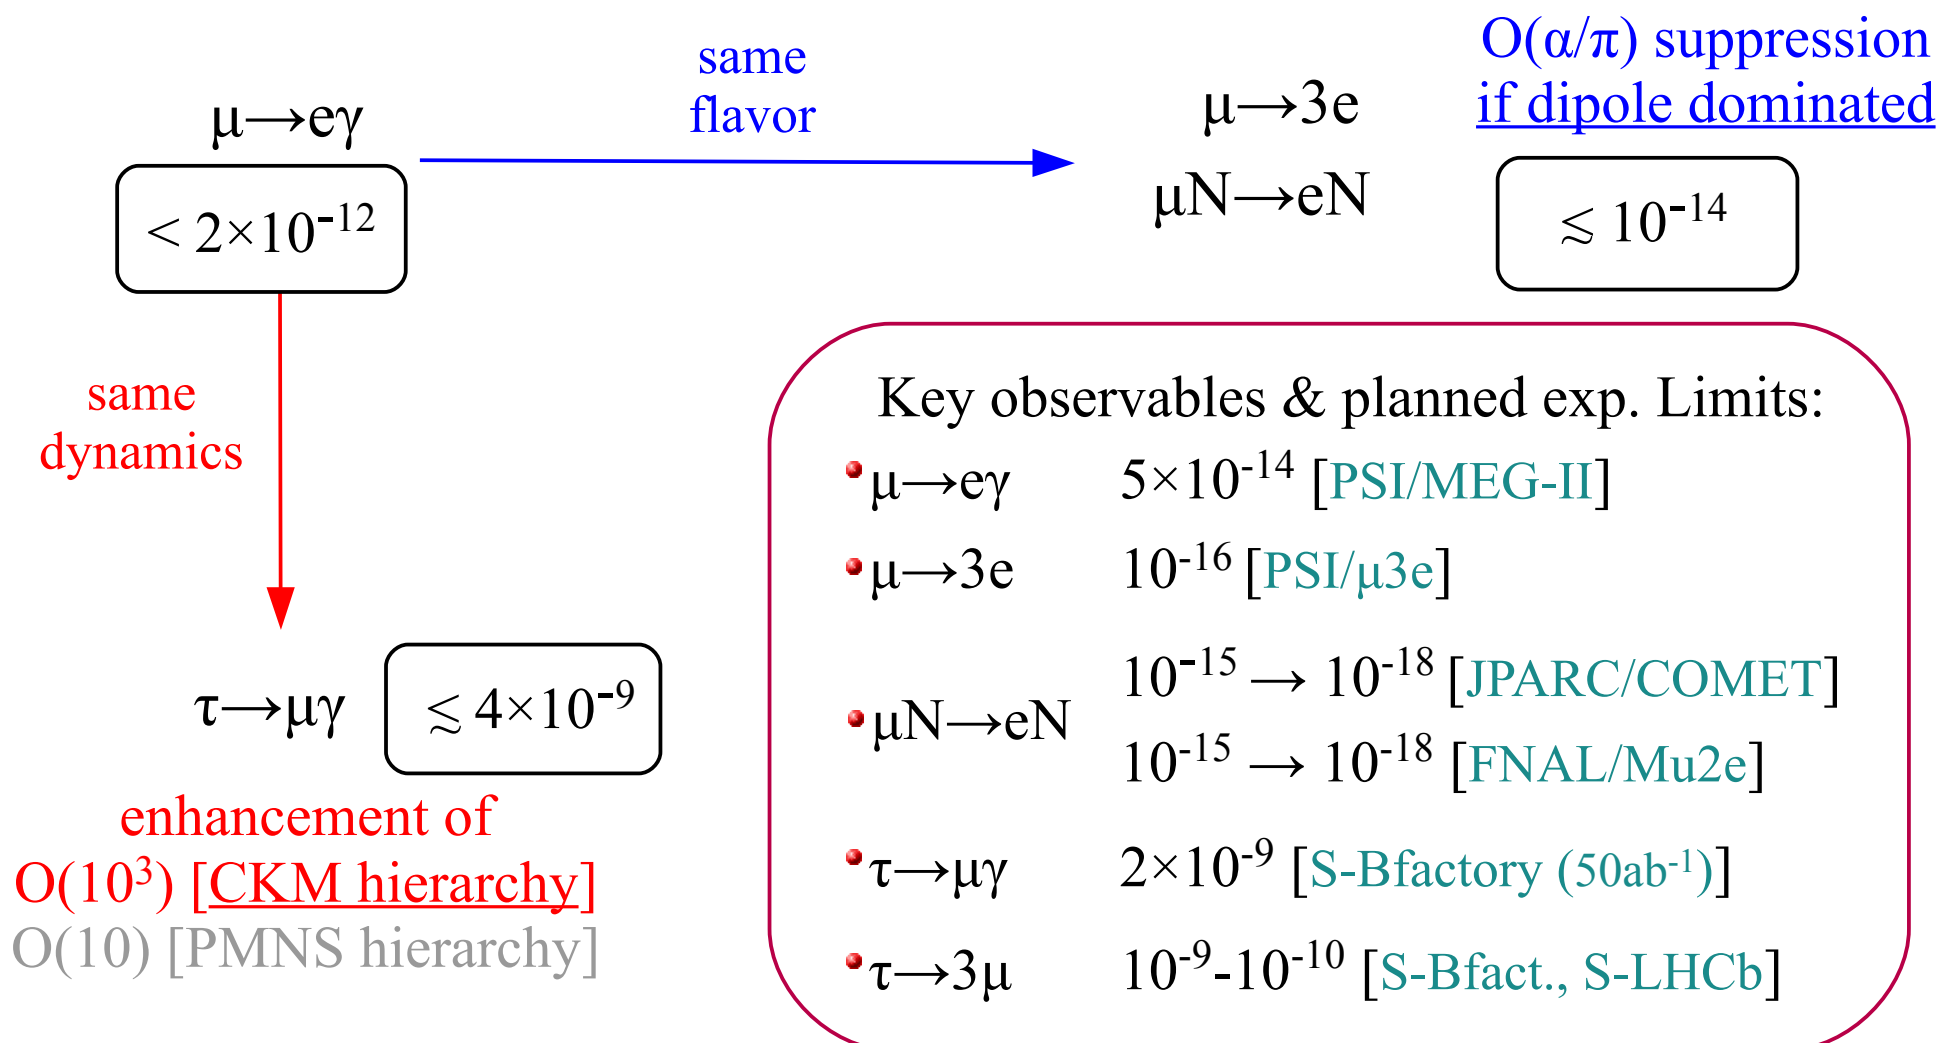 μ→eγ
< 2×10⁻¹²
same
flavor
μ→3e
μN→eN
O(α/π) suppression
if dipole dominated
≲ 10⁻¹⁴
same
dynamics
τ→μγ
≲ 4×10⁻⁹
enhancement of
O(10³) [CKM hierarchy]
O(10) [PMNS hierarchy]
Key observables & planned exp. Limits:
μ→eγ 5×10⁻¹⁴ [PSI/MEG-II]
μ→3e 10⁻¹⁶ [PSI/μ3e]
μN→eN 10⁻¹⁵ → 10⁻¹⁸ [JPARC/COMET]
10⁻¹⁵ → 10⁻¹⁸ [FNAL/Mu2e]
τ→μγ 2×10⁻⁹ [S-Bfactory (50ab⁻¹)]
τ→3μ 10⁻⁹-10⁻¹⁰ [S-Bfact., S-LHCb]